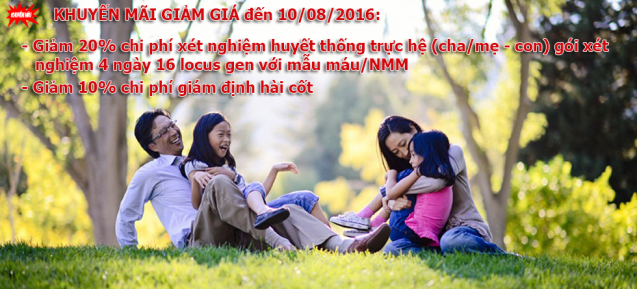 KHUYẾN MÃI GIẢM GIÁ đến 10/08/2016:
- Giảm 20% chi phí xét nghiệm huyết thống trực hệ (cha/mẹ - con) gói xét
nghiệm 4 ngày 16 locus gen với mẫu máu/NMM
- Giảm 10% chi phí giám định hài cốt